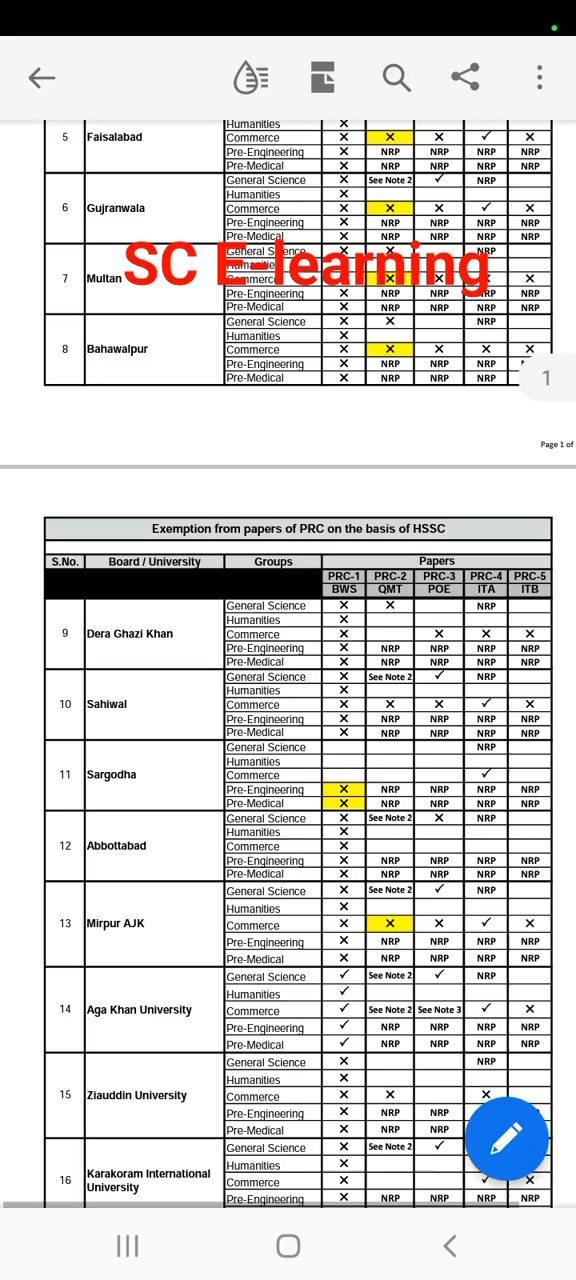 Humanities ✕
5 Faisalabad Commerce ✕ ✕ ✕ ✓ ✕
Pre-Engineering ✕ NRP NRP NRP NRP
Pre-Medical ✕ NRP NRP NRP NRP
General Science ✕ See Note 2 ✓ NRP
Humanities ✕
6 Gujranwala Commerce ✕ ✕ ✕ ✓ ✕
Pre-Engineering ✕ NRP NRP NRP NRP
Pre-Medical ✕ NRP NRP NRP NRP
General Science ✕ ✕ NRP
SC E-learning
Humanities
7 Multan Commerce ✕ ✕ ✕
Pre-Engineering ✕ NRP NRP NRP NRP
Pre-Medical ✕ NRP NRP NRP NRP
General Science ✕ ✕ NRP
Humanities ✕
8 Bahawalpur Commerce ✕ ✕ ✕ ✕ ✕
Pre-Engineering ✕ NRP NRP NRP
Pre-Medical ✕ NRP NRP NRP NRP
1
Page 1 of
Exemption from papers of PRC on the basis of HSSC
S.No. Board / University Groups Papers
PRC-1 PRC-2 PRC-3 PRC-4 PRC-5
BWS QMT POE ITA ITB
General Science ✕ ✕ NRP
Humanities ✕
9 Dera Ghazi Khan Commerce ✕ ✕ ✕ ✕
Pre-Engineering ✕ NRP NRP NRP NRP
Pre-Medical ✕ NRP NRP NRP NRP
General Science ✕ See Note 2 ✓ NRP
Humanities ✕
10 Sahiwal Commerce ✕ ✕ ✕ ✓ ✕
Pre-Engineering ✕ NRP NRP NRP NRP
Pre-Medical ✕ NRP NRP NRP NRP
General Science NRP
Humanities
11 Sargodha Commerce ✓
Pre-Engineering ✕ NRP NRP NRP NRP
Pre-Medical ✕ NRP NRP NRP NRP
General Science ✕ See Note 2 ✕ NRP
Humanities ✕
12 Abbottabad Commerce ✕
Pre-Engineering ✕ NRP NRP NRP NRP
Pre-Medical ✕ NRP NRP NRP NRP
General Science ✕ See Note 2 ✓ NRP
Humanities ✕
13 Mirpur AJK Commerce ✕ ✕ ✕ ✓ ✕
Pre-Engineering ✕ NRP NRP NRP NRP
Pre-Medical ✕ NRP NRP NRP NRP
General Science ✓ See Note 2 ✓ NRP
Humanities ✓
14 Aga Khan University Commerce ✓ See Note 2 See Note 3 ✓ ✕
Pre-Engineering ✓ NRP NRP NRP NRP
Pre-Medical ✓ NRP NRP NRP NRP
General Science ✕ NRP
Humanities ✕
15 Ziauddin University Commerce ✕ ✕ ✕
Pre-Engineering ✕ NRP NRP
Pre-Medical ✕ NRP NRP
General Science ✕ See Note 2 ✓
Humanities ✕
16 Karakoram International University Commerce ✕ ✓ ✕
Pre-Engineering ✕ NRP NRP NRP NRP